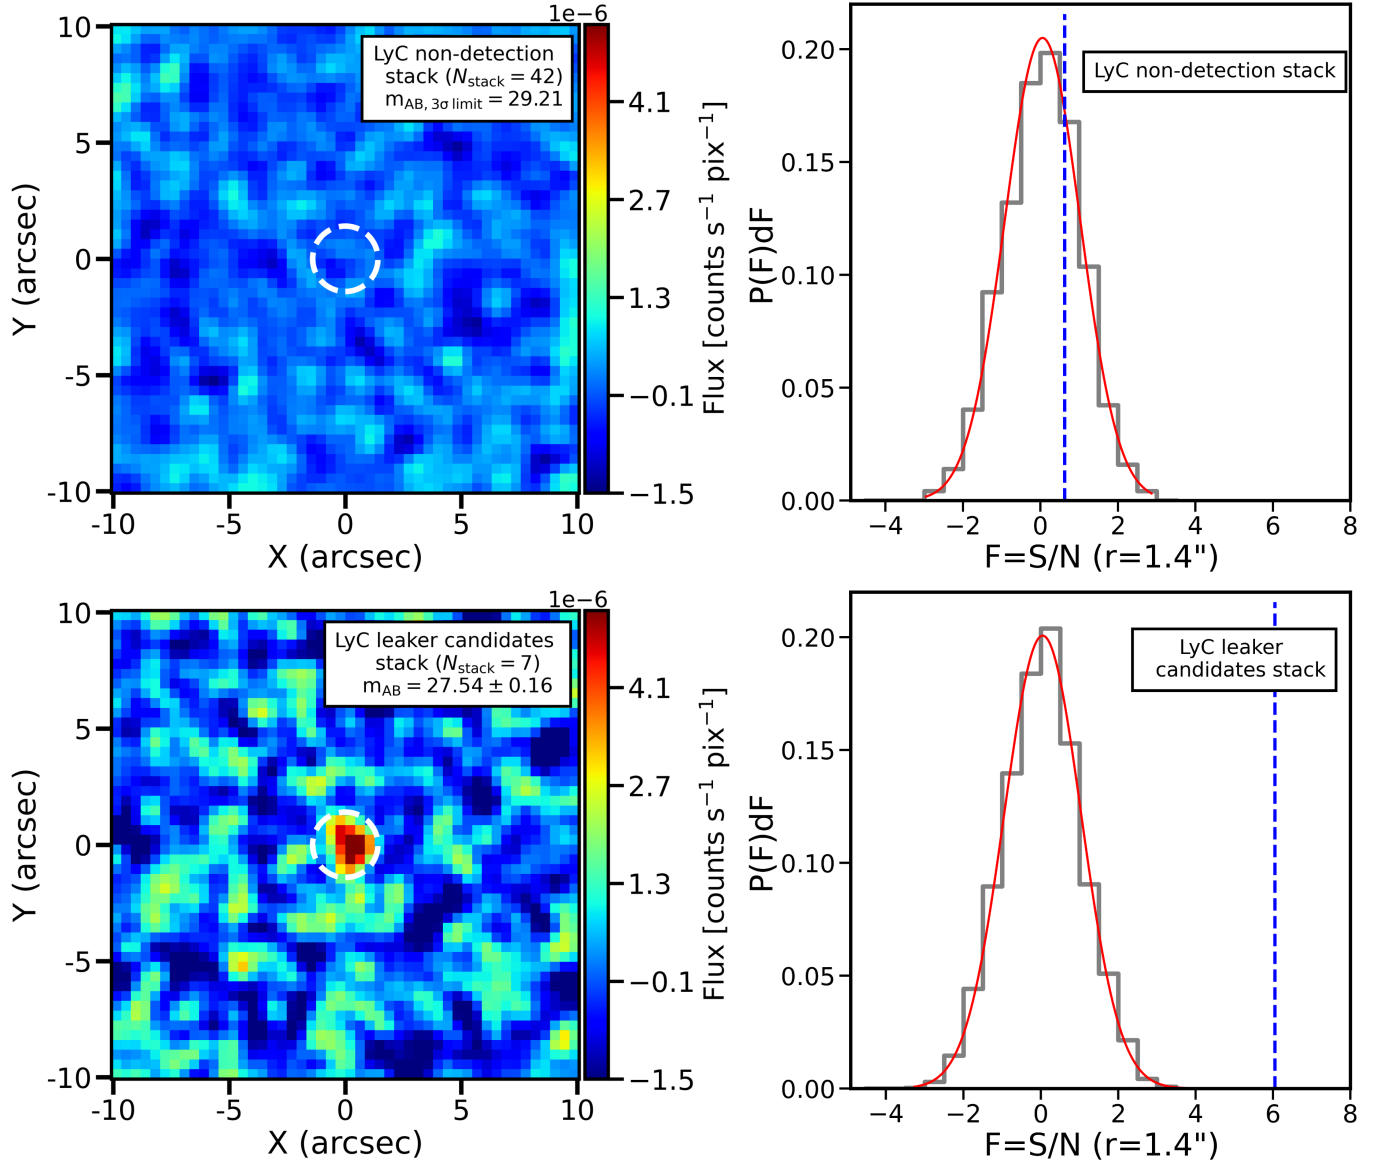 1e−6
LyC non-detection
stack (Nstack = 42)
mAB, 3σ limit = 29.21
10
5
0
-5
-10
Y (arcsec)
-10 -5 0 5 10
X (arcsec)
4.1
2.7
1.3
−0.1
−1.5
Flux [counts s⁻¹ pix⁻¹]
LyC non-detection stack
0.20
0.15
0.10
0.05
0.00
P(F)dF
−4 −2 0 2 4 6 8
F=S/N (r=1.4")
1e−6
LyC leaker candidates
stack (Nstack = 7)
mAB = 27.54 ± 0.16
10
5
0
-5
-10
Y (arcsec)
-10 -5 0 5 10
X (arcsec)
4.1
2.7
1.3
−0.1
−1.5
Flux [counts s⁻¹ pix⁻¹]
LyC leaker
candidates stack
0.20
0.15
0.10
0.05
0.00
P(F)dF
−4 −2 0 2 4 6 8
F=S/N (r=1.4")